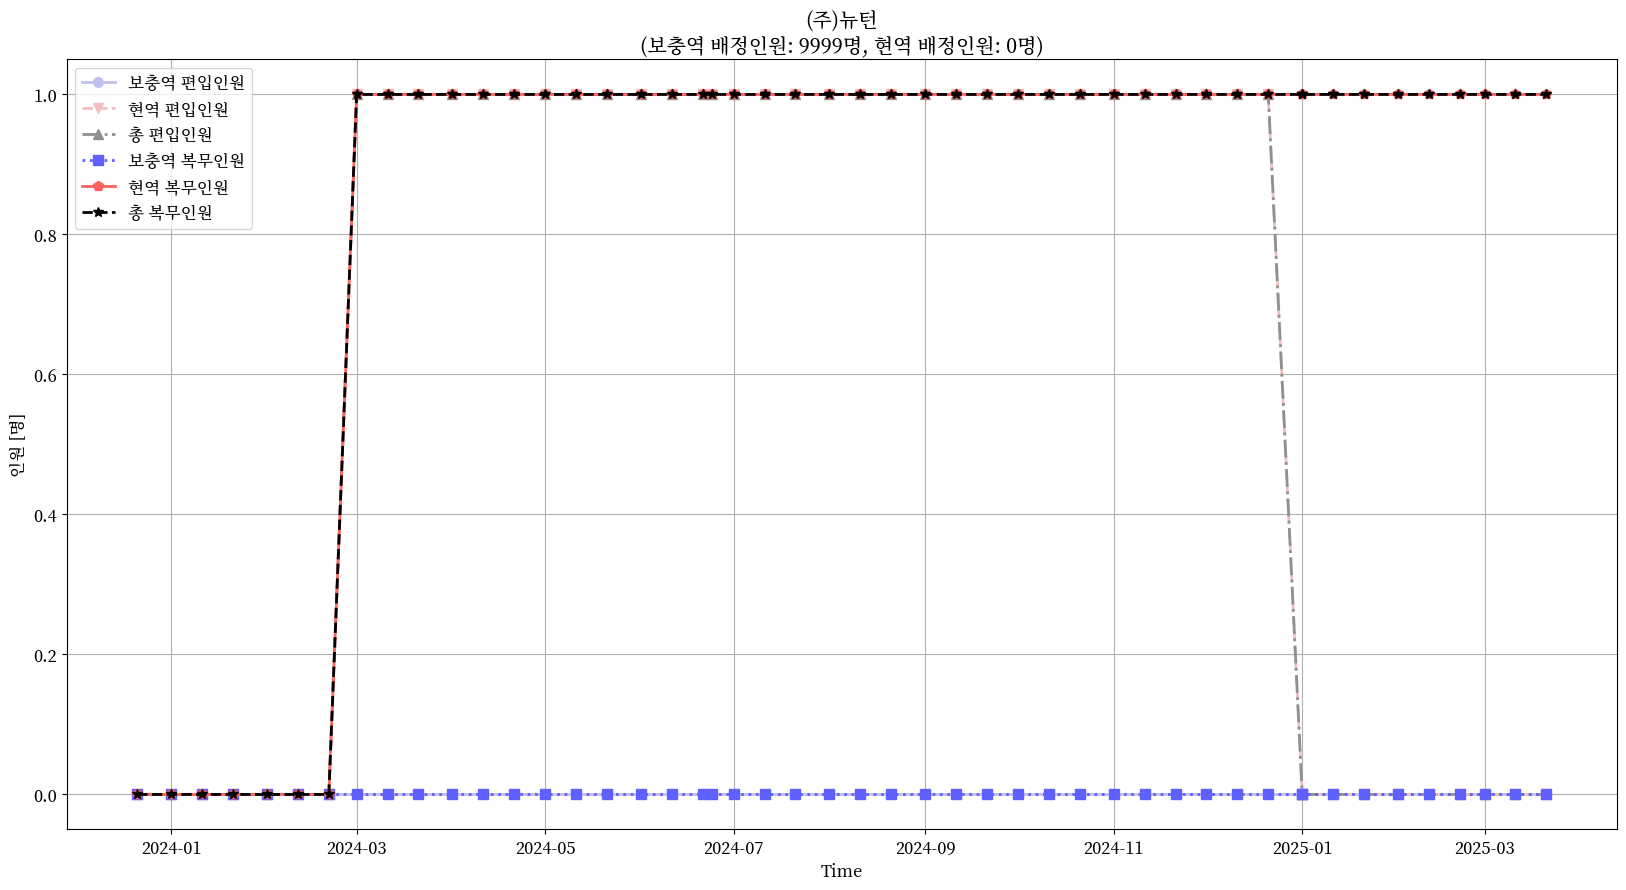 (주)뉴턴
(보충역 배정인원: 9999명, 현역 배정인원: 0명)
보충역 편입인원
현역 편입인원
총 편입인원
보충역 복무인원
현역 복무인원
총 복무인원
인원 [명]
1.0
0.8
0.6
0.4
0.2
0.0
2024-01
2024-03
2024-05
2024-07
2024-09
2024-11
2025-01
2025-03
Time